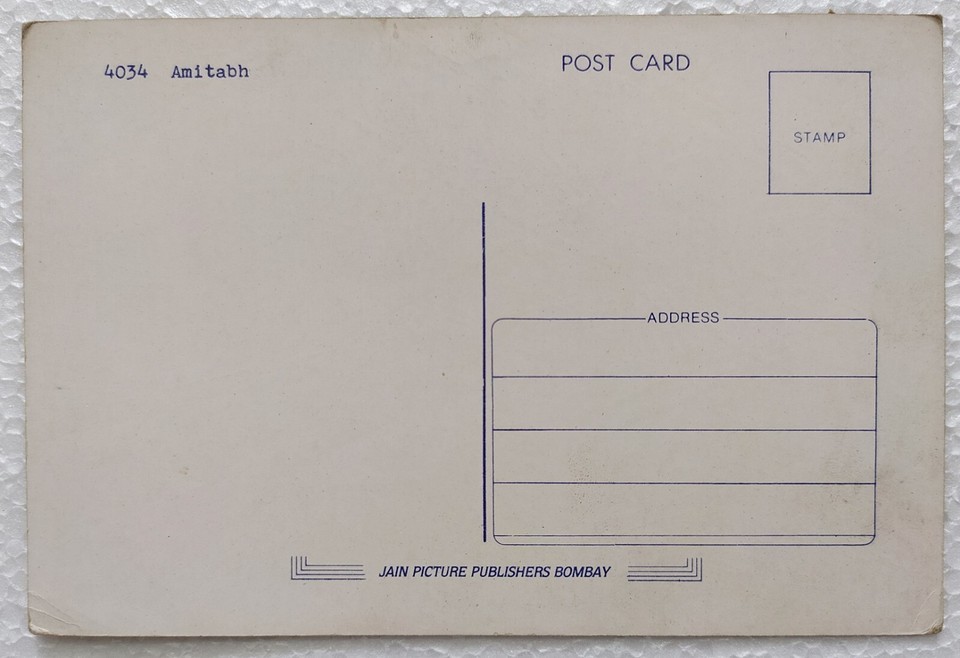 4034 Amitabh
POST CARD
STAMP
ADDRESS
JAIN PICTURE PUBLISHERS BOMBAY